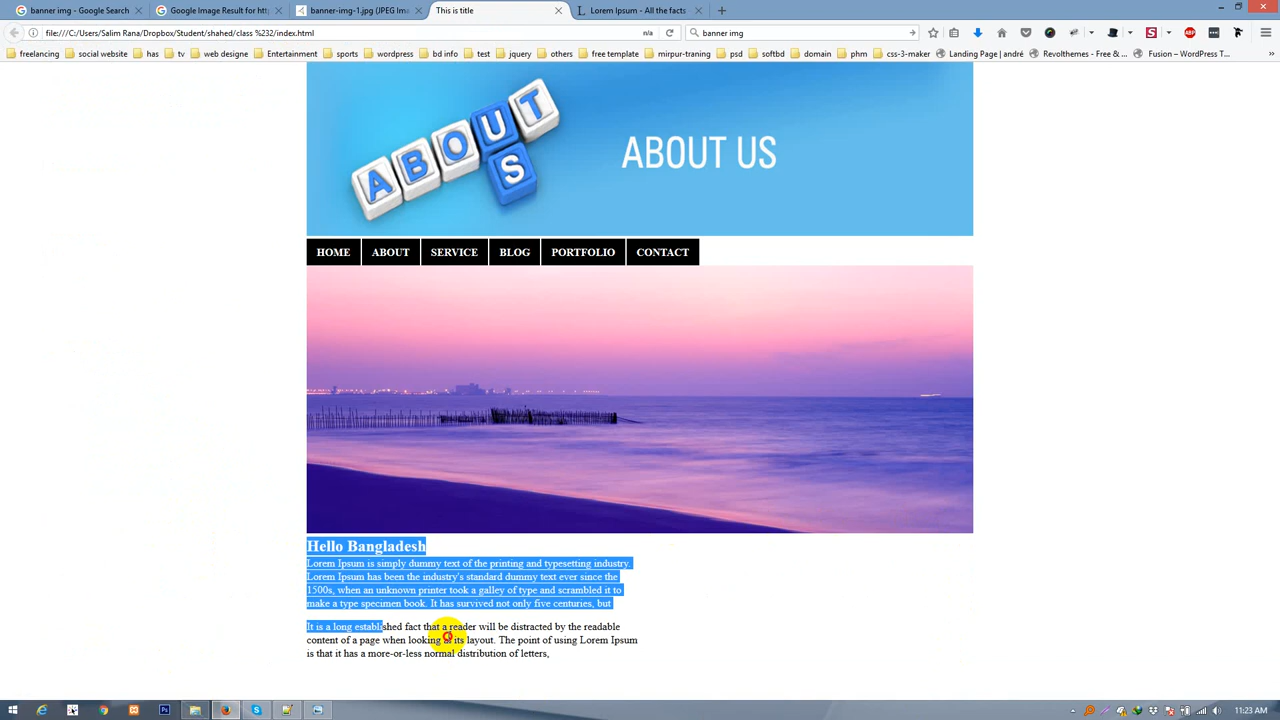 banner img - Google Search
Google Image Result for htt
banner-img-1.jpg (JPEG Im
This is title
Lorem Ipsum - All the facts
file:///C:/Users/Salim Rana/Dropbox/Student/shahed/class %232/index.html
n/a
banner img
freelancing
social website
has
tv
web designe
Entertainment
sports
wordpress
bd info
test
jquery
others
free template
mirpur-traning
psd
softbd
domain
phm
css-3-maker
Landing Page | andré
Revolthemes - Free & ...
Fusion – WordPress T...
ABOUT
US
ABOUT US
HOME
ABOUT
SERVICE
BLOG
PORTFOLIO
CONTACT
Hello Bangladesh
Lorem Ipsum is simply dummy text of the printing and typesetting industry.
Lorem Ipsum has been the industry's standard dummy text ever since the
1500s, when an unknown printer took a galley of type and scrambled it to
make a type specimen book. It has survived not only five centuries, but
It is a long established fact that a reader will be distracted by the readable
content of a page when looking at its layout. The point of using Lorem Ipsum
is that it has a more-or-less normal distribution of letters,
11:23 AM